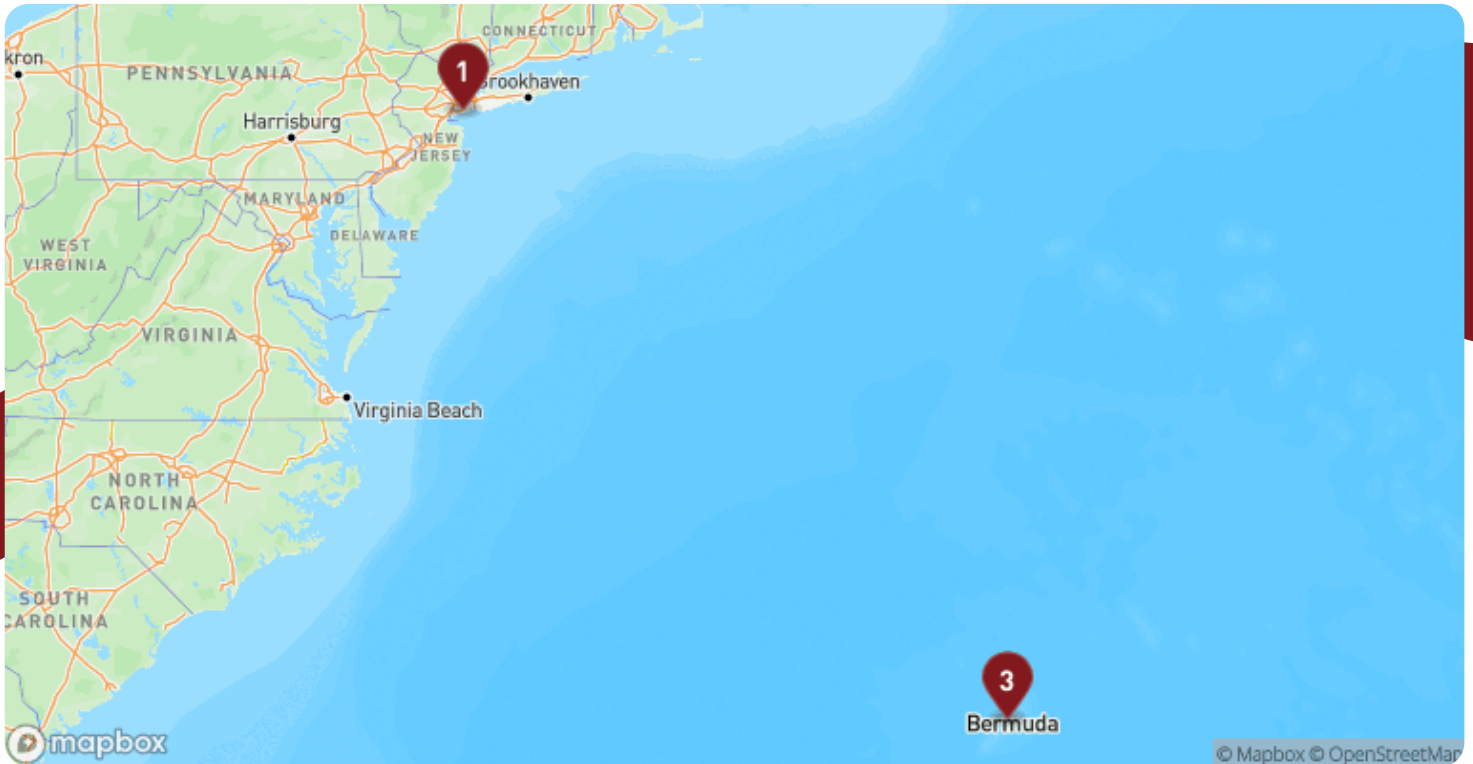 CONNECTICUT
kron
PENNSYLVANIA
1
Brookhaven
Harrisburg
NEW
JERSEY
MARYLAND
DELAWARE
WEST
VIRGINIA
VIRGINIA
Virginia Beach
NORTH
CAROLINA
SOUTH
CAROLINA
3
Bermuda
mapbox
© Mapbox © OpenStreetMap